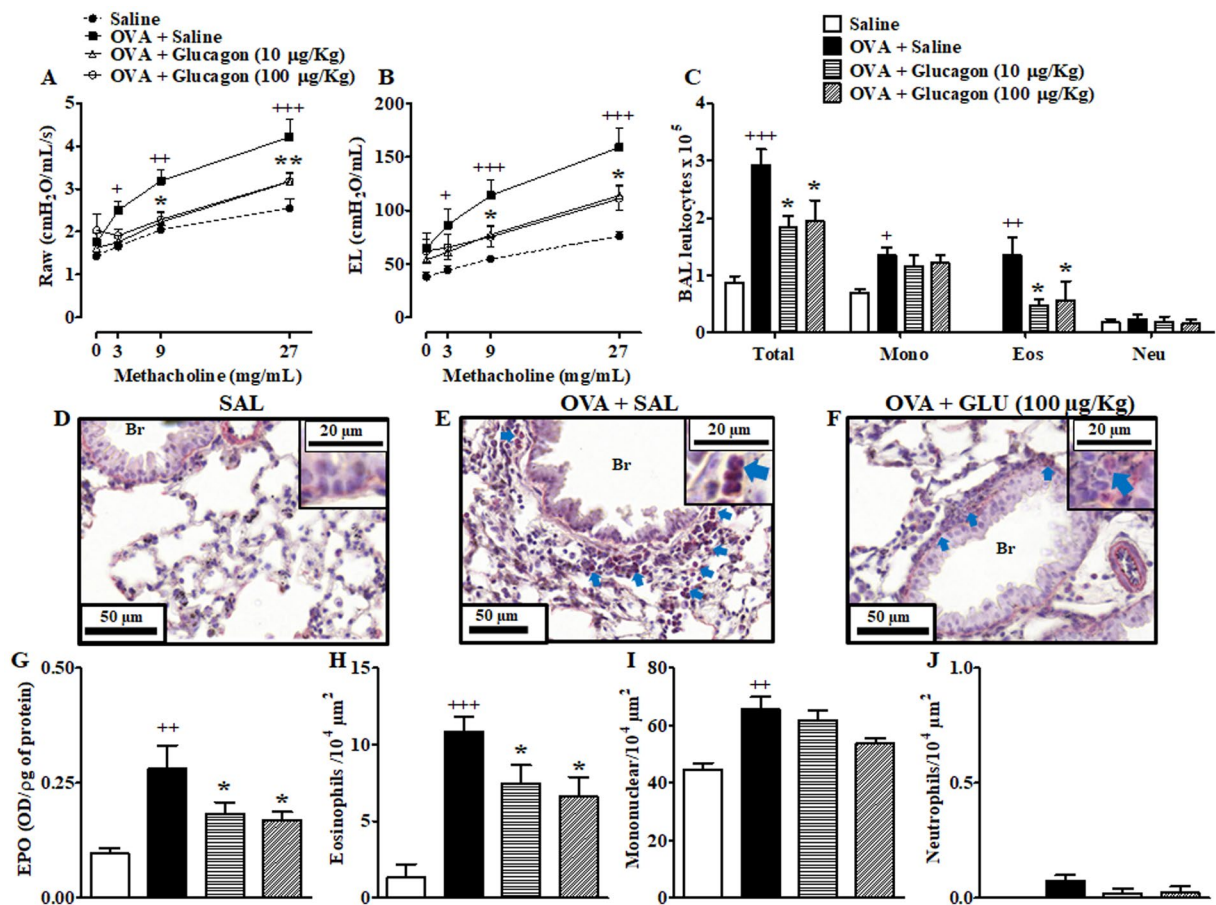 Saline
OVA + Saline
OVA + Glucagon (10 µg/Kg)
OVA + Glucagon (100 µg/Kg)
Saline
OVA + Saline
OVA + Glucagon (10 µg/Kg)
OVA + Glucagon (100 µg/Kg)
A
Raw (cmH2O/mL/s)
5
4
3
2
1
0
+
++
+++
*
**
0 3 9 27
Methacholine (mg/mL)
B
EL (cmH2O/mL)
200
150
100
50
0
+
+++
+++
*
*
0 3 9 27
Methacholine (mg/mL)
C
BAL leukocytes x 10^5
4
3
2
1
0
+++
*
*
+
++
*
*
Total Mono Eos Neu
D
SAL
Br
20 µm
50 µm
E
OVA + SAL
Br
20 µm
50 µm
F
OVA + GLU (100 µg/Kg)
Br
20 µm
50 µm
G
EPO (OD/ρg of protein)
0.50
0.25
0.00
++
*
*
H
Eosinophils /10^4 µm^2
15
10
5
0
+++
*
*
I
Mononuclear/10^4 µm^2
80
60
40
20
0
++
J
Neutrophils/10^4 µm^2
1.0
0.5
0.0